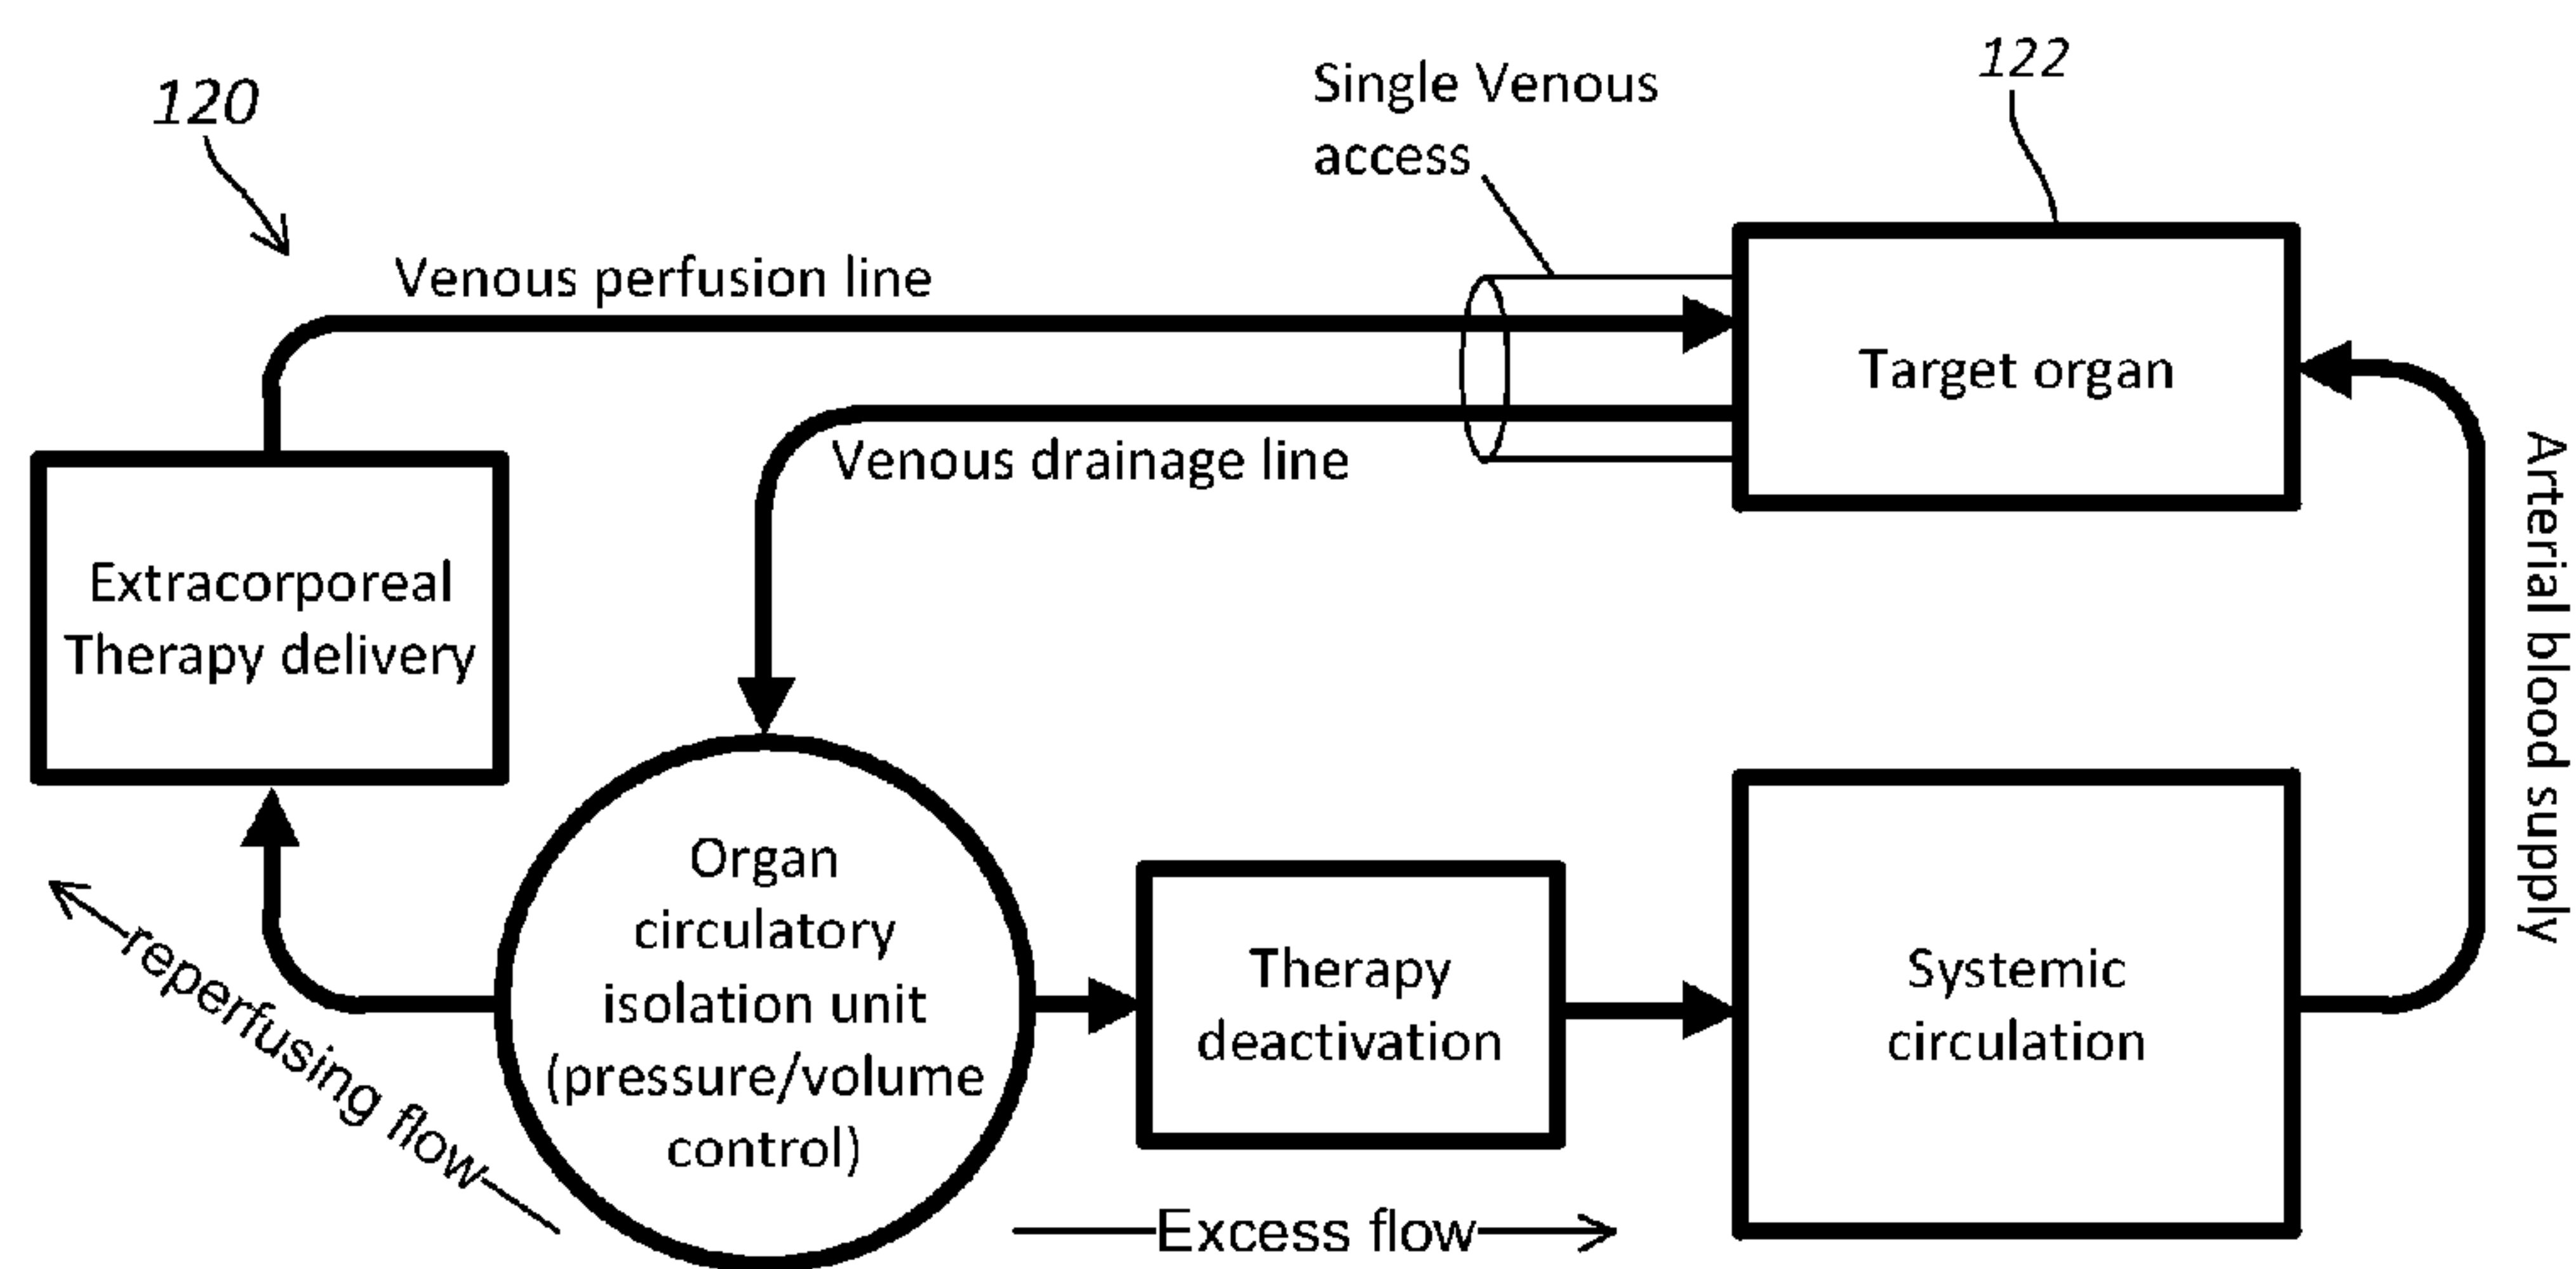 120
Single Venous
access
122
Venous perfusion line
Target organ
Venous drainage line
Arterial blood supply
Extracorporeal
Therapy delivery
Organ
circulatory
isolation unit
(pressure/volume
control)
Therapy
deactivation
Systemic
circulation
reperfusing flow
Excess flow